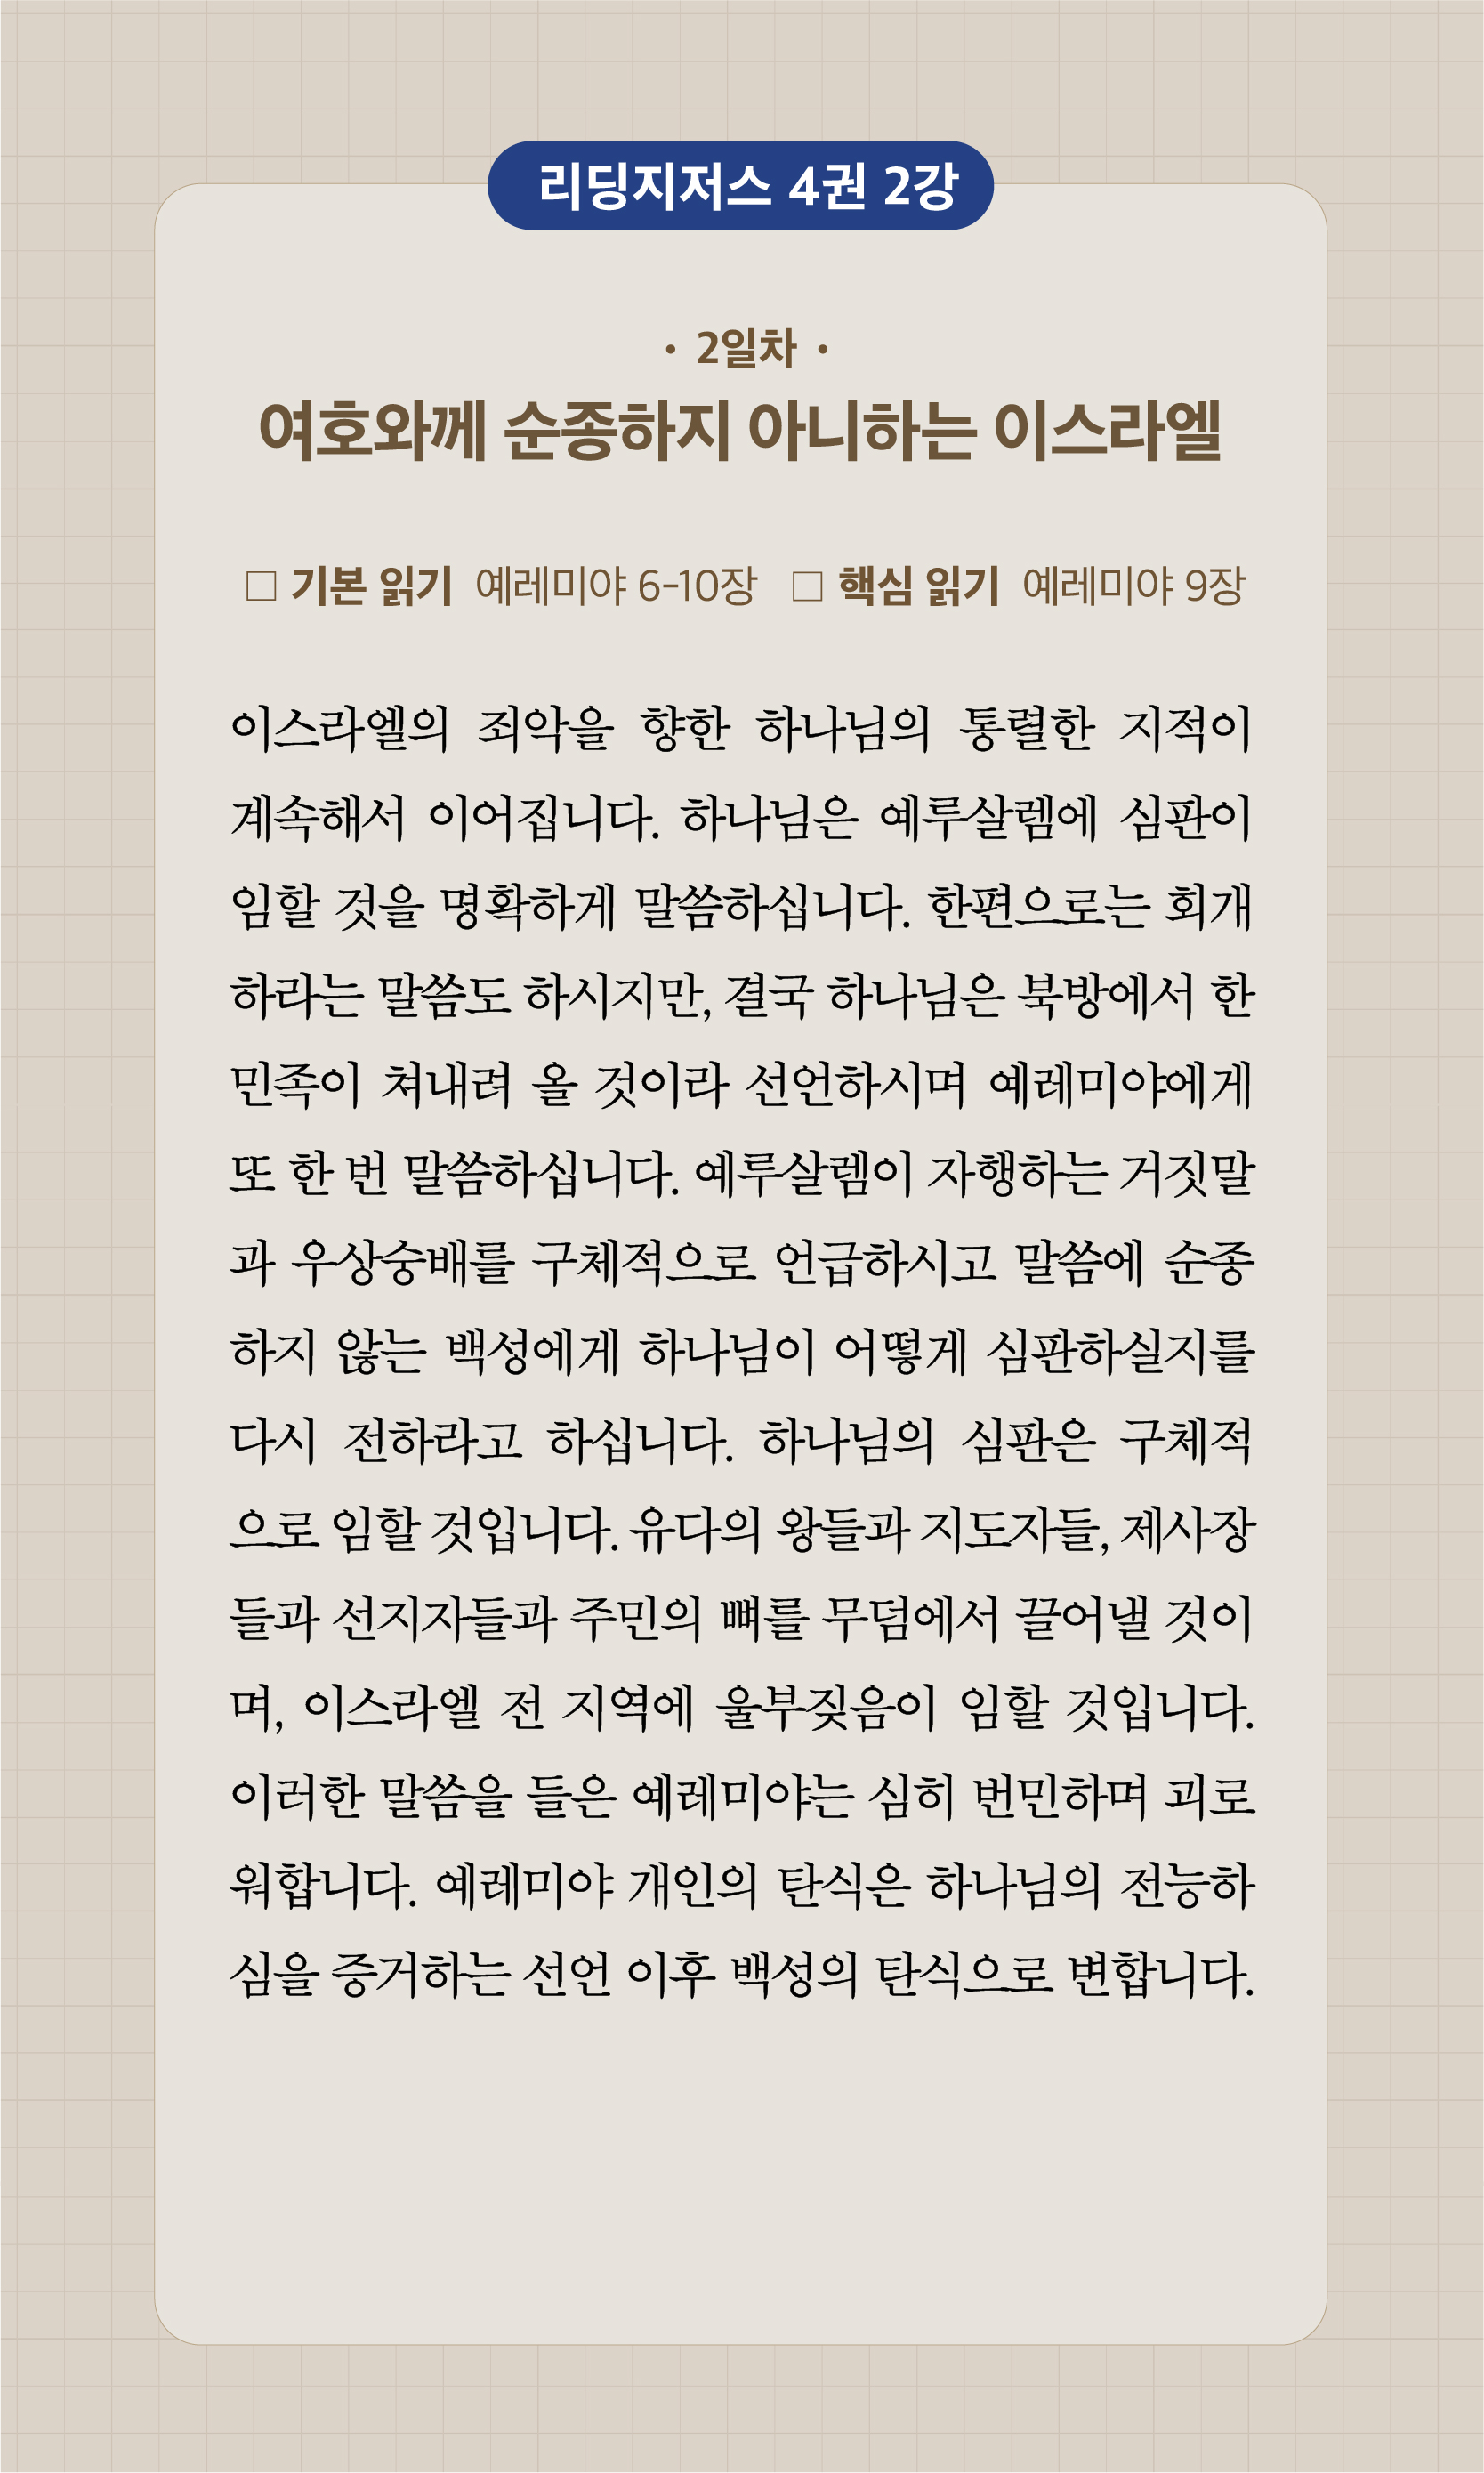 리딩지저스 4권 2강
· 2일차 ·
여호와께 순종하지 아니하는 이스라엘
□ 기본 읽기 예레미야 6-10장 □ 핵심 읽기 예레미야 9장
이스라엘의 죄악을 향한 하나님의 통렬한 지적이
계속해서 이어집니다. 하나님은 예루살렘에 심판이
임할 것을 명확하게 말씀하십니다. 한편으로는 회개
하라는 말씀도 하시지만, 결국 하나님은 북방에서 한
민족이 쳐내려 올 것이라 선언하시며 예레미야에게
또 한 번 말씀하십니다. 예루살렘이 자행하는 거짓말
과 우상숭배를 구체적으로 언급하시고 말씀에 순종
하지 않는 백성에게 하나님이 어떻게 심판하실지를
다시 전하라고 하십니다. 하나님의 심판은 구체적
으로 임할 것입니다. 유다의 왕들과 지도자들, 제사장
들과 선지자들과 주민의 뼈를 무덤에서 끌어낼 것이
며, 이스라엘 전 지역에 울부짖음이 임할 것입니다.
이러한 말씀을 들은 예레미야는 심히 번민하며 괴로
워합니다. 예레미야 개인의 탄식은 하나님의 전능하
심을 증거하는 선언 이후 백성의 탄식으로 변합니다.